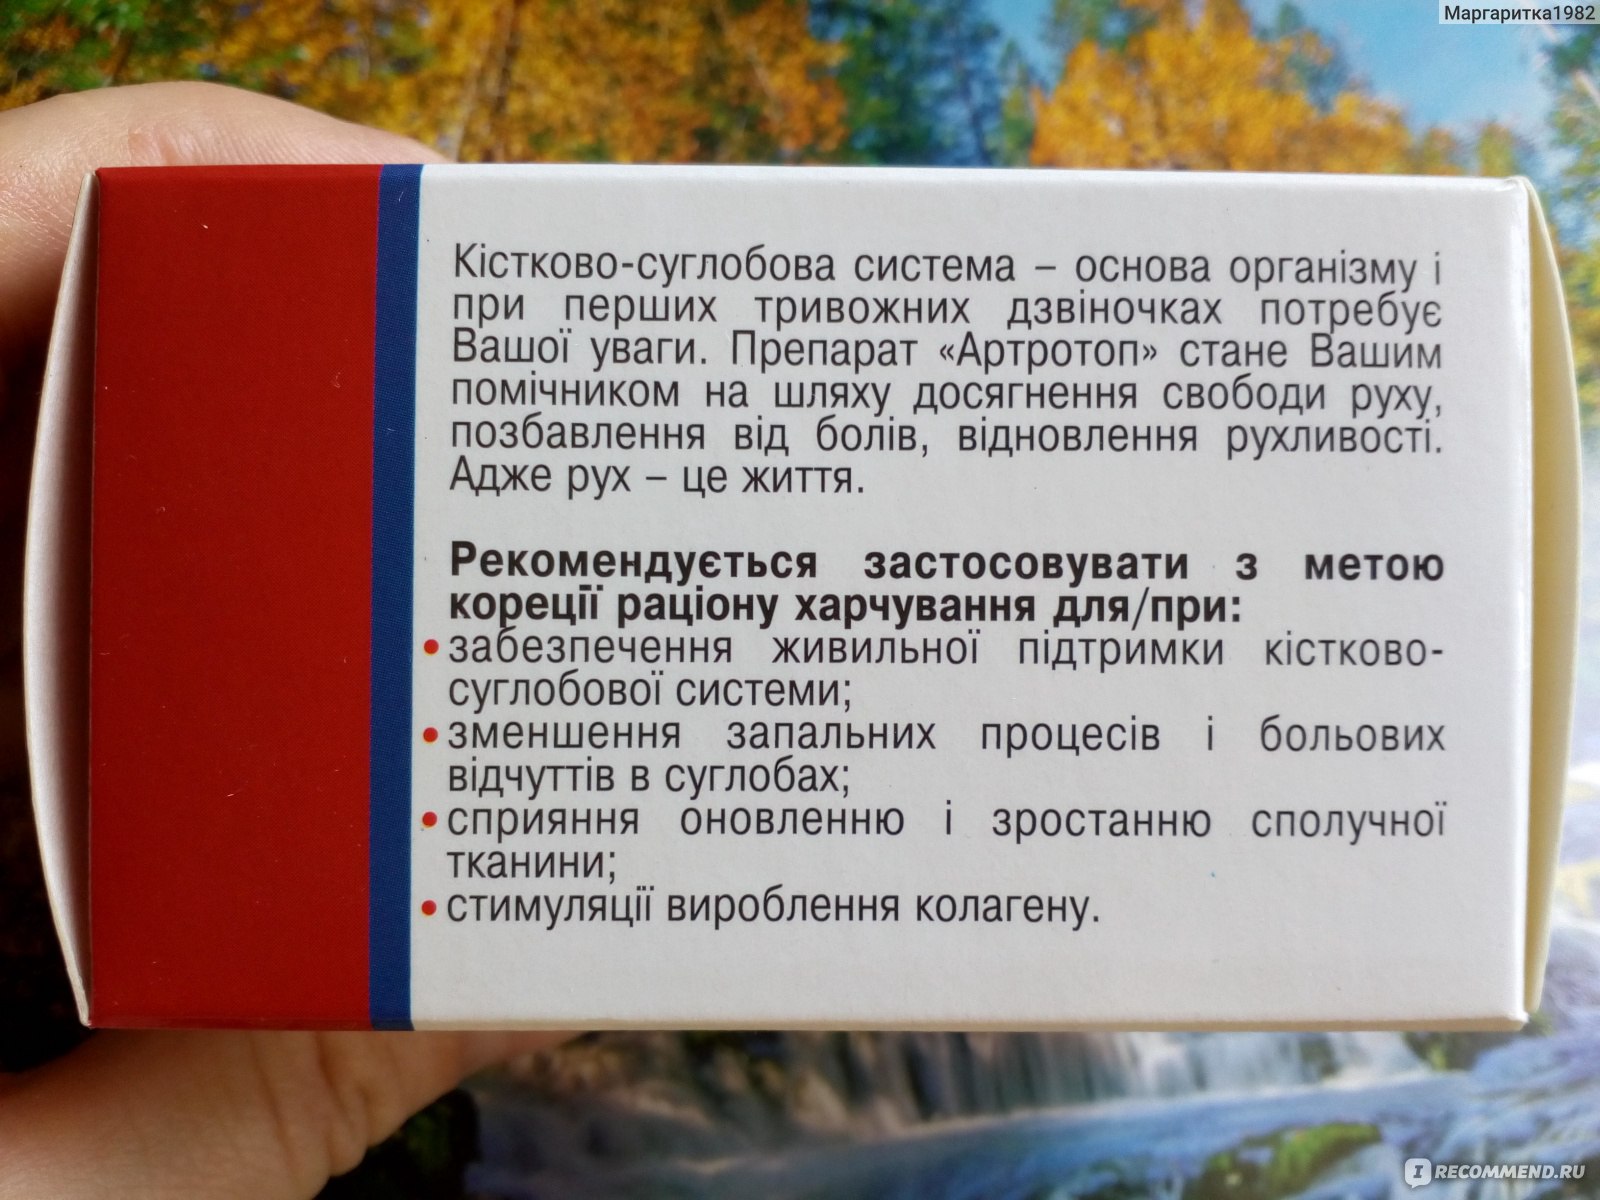 Маргаритка1982
Кістково-суглобова система – основа організму і
при перших тривожних дзвіночках потребує
Вашої уваги. Препарат «Артротоп» стане Вашим
помічником на шляху досягнення свободи руху,
позбавлення від болів, відновлення рухливості.
Адже рух – це життя.
Рекомендується застосовувати з метою
кореції раціону харчування для/при:
• забезпечення живильної підтримки кістково-
суглобової системи;
• зменшення запальних процесів і больових
відчуттів в суглобах;
• сприяння оновленню і зростанню сполучної
тканини;
• стимуляції вироблення колагену.
IRECOMMEND.RU